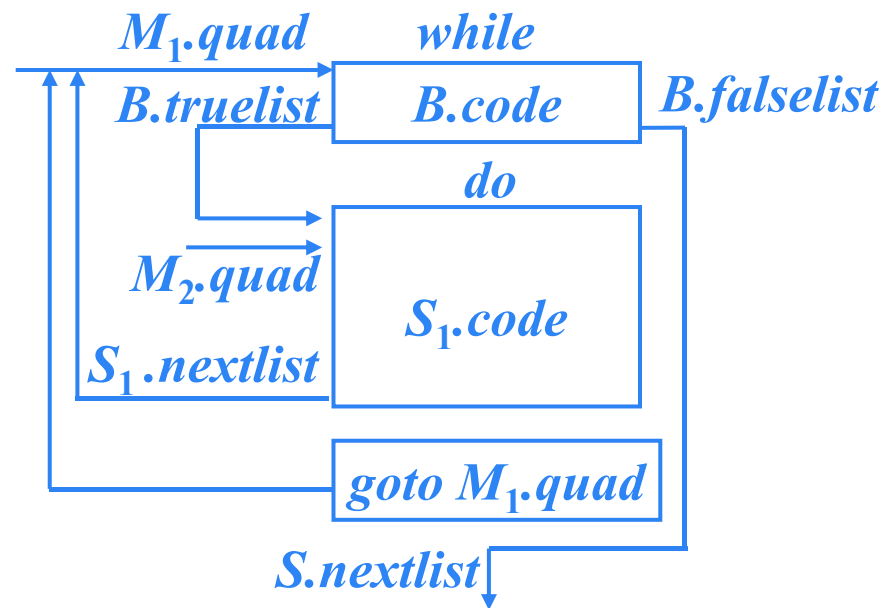 M₁.quad while
B.truelist B.code B.falselist
do
M₂.quad
S₁.code
S₁.nextlist
goto M₁.quad
S.nextlist